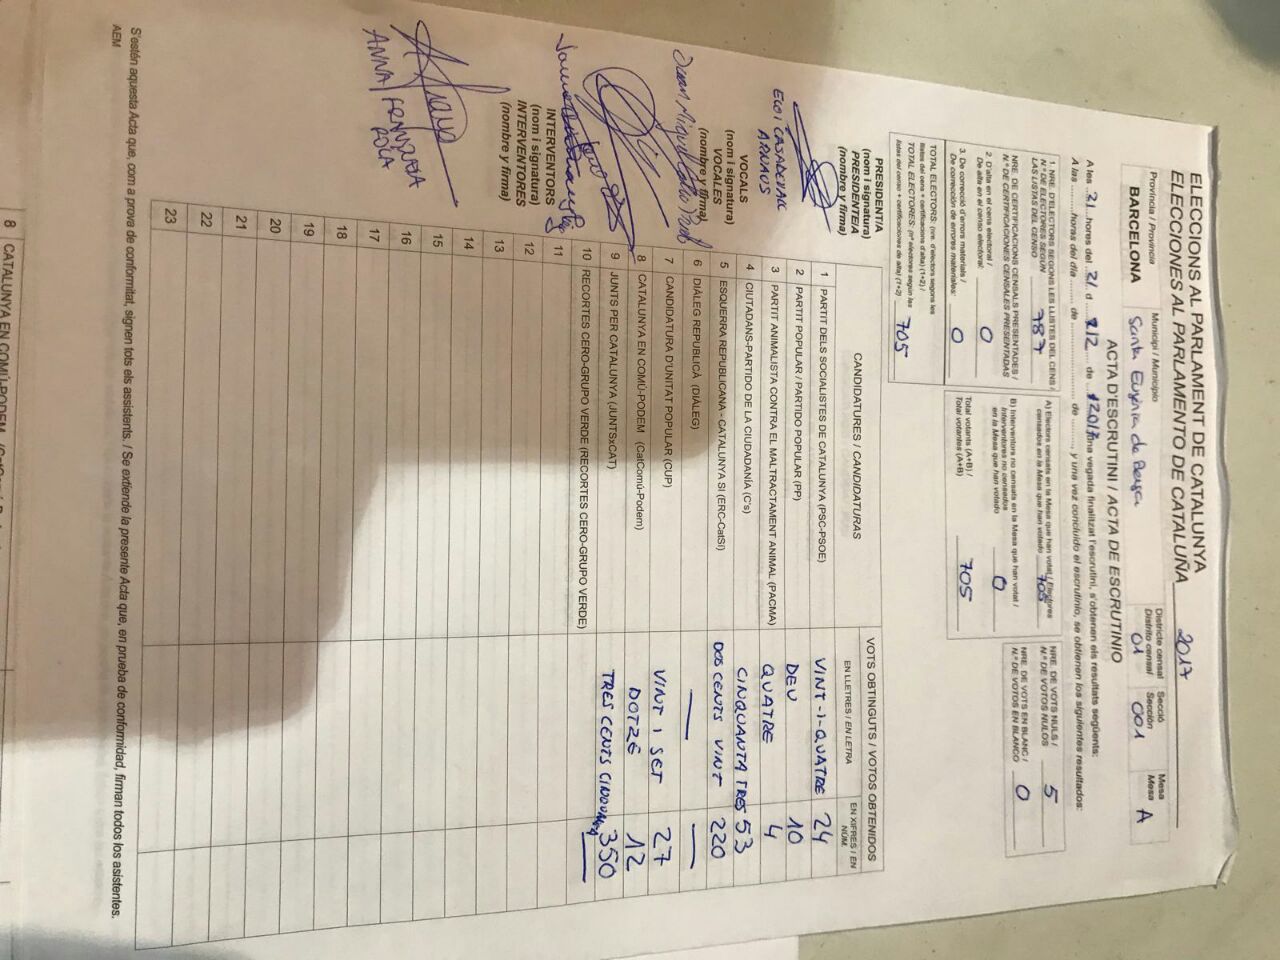 ELECCIONS AL PARLAMENT DE CATALUNYA
ELECCIONES AL PARLAMENTO DE CATALUÑA 2017
ACTA D'ESCRUTINI / ACTA DE ESCRUTINIO
Província / Provincia
BARCELONA
Municipi / Municipio
Santa Eugènia de Berga
Districte censal
Distrito censal
01
Secció
Sección
001
Mesa
Mesa
A
A les 21 hores del 21 d 12 de 2017 una vegada finalitzat l'escrutini, s'obtenen els resultats següents:
A las hores del día de de , y una vez concluido el escrutinio, se obtienen los siguientes resultados:
1. NRE. D'ELECTORS SEGONS LES LLISTES DEL CENS /
N.º DE ELECTORES SEGÚN
LAS LISTAS DEL CENSO 787
NRE. DE CERTIFICACIONS CENSALS PRESENTADES /
N.º DE CERTIFICACIONES CENSALES PRESENTADAS
2. D'alta en el cens electoral /
De alta en el censo electoral: 0
3. De correcció d'errors materials /
De corrección de errores materiales: 0
TOTAL ELECTORS: (nre. d'electors segons les
llistes del cens + certificacions d'alta) (1+2) /
TOTAL ELECTORES: (nº electores según las
listas del censo + certificaciones de alta) (1+2) 705
A) Electors censats en la Mesa que han votat / Electores
censados en la Mesa que han votado 705
B) Interventors no censats en la Mesa que han votat /
Interventores no censados
en la Mesa que han votado 0
Total votants (A+B) /
Total votantes (A+B) 705
NRE. DE VOTS NULS /
N.º DE VOTOS NULOS 5
NRE. DE VOTS EN BLANC /
N.º DE VOTOS EN BLANCO 0
PRESIDENT/A
(nom i signatura)
PRESIDENTE/A
(nombre y firma)
ELOI CASADEVALL
ARNAUS
VOCALS
(nom i signatura)
VOCALES
(nombre y firma)
INTERVENTORS
(nom i signatura)
INTERVENTORES
(nombre y firma)
ANNA
CANDIDATURES / CANDIDATURAS
VOTS OBTINGUTS / VOTOS OBTENIDOS
EN LLETRES / EN LETRA
EN XIFRES / EN NÚM.
1 PARTIT DELS SOCIALISTES DE CATALUNYA (PSC-PSOE) VINT-I-QUATRE 24
2 PARTIT POPULAR / PARTIDO POPULAR (PP) DEU 10
3 PARTIT ANIMALISTA CONTRA EL MALTRACTAMENT ANIMAL (PACMA) QUATRE 4
4 CIUTADANS-PARTIDO DE LA CIUDADANÍA (C's) CINQUANTA TRES 53
5 ESQUERRA REPUBLICANA - CATALUNYA SÍ (ERC-CatSÍ) DOS CENTS VINT 220
6 DIÀLEG REPUBLICÀ (DIÀLEG) — —
7 CANDIDATURA D'UNITAT POPULAR (CUP) VINT I SET 27
8 CATALUNYA EN COMÚ-PODEM (CatComú-Podem) DOTZE 12
9 JUNTS PER CATALUNYA (JUNTSxCAT) TRES CENTS CINQUANTA 350
10 RECORTES CERO-GRUPO VERDE (RECORTES CERO-GRUPO VERDE) —
11
12
13
14
15
16
17
18
19
20
21
22
23
S'estén aquesta Acta que, com a prova de conformitat, signen tots els assistents. / Se extiende la presente Acta que, en prueba de conformidad, firman todos los asistentes.
AEM
8 CATALUNYA EN COMÚ-PODEM